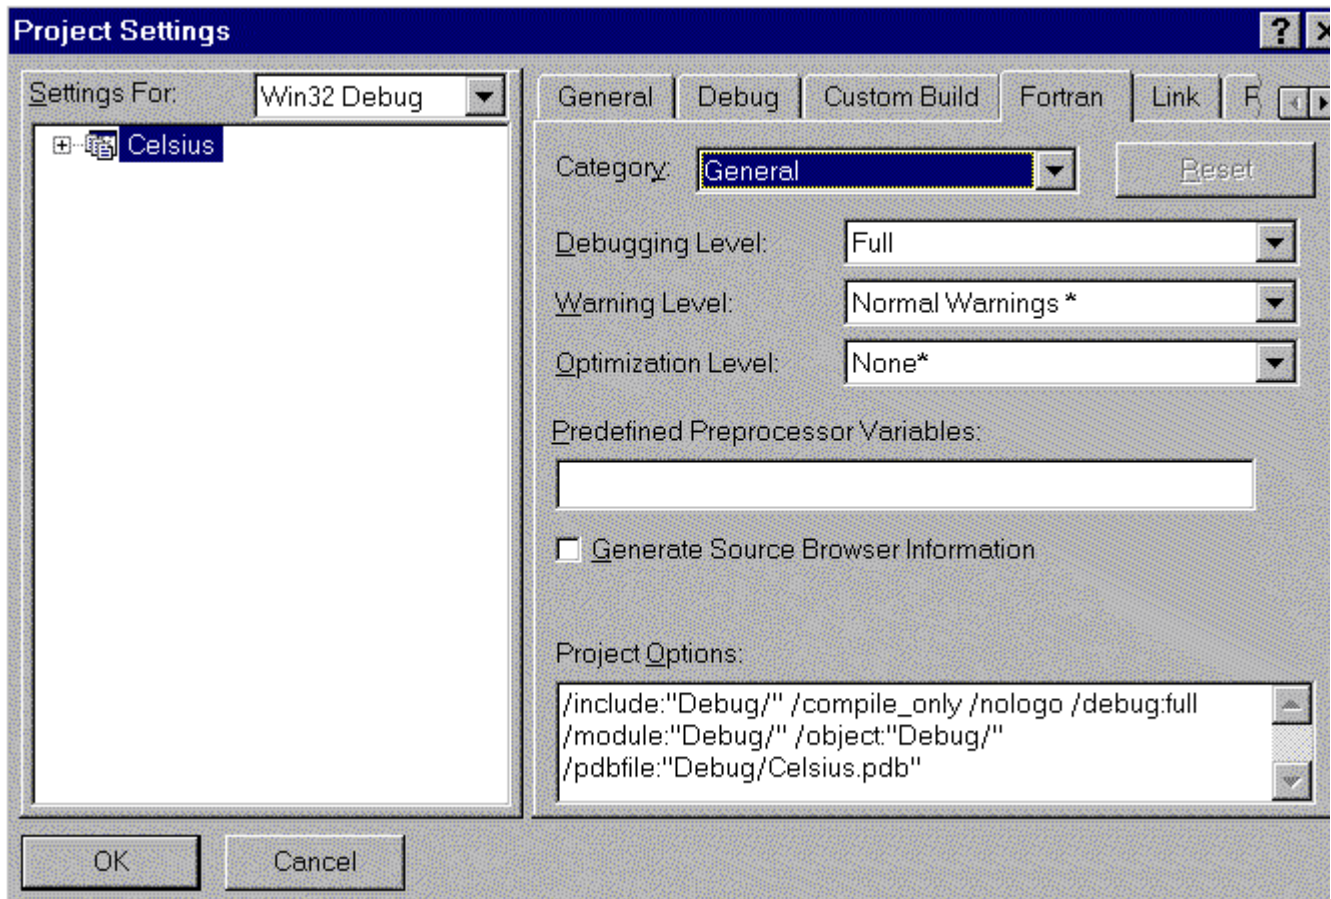 Project Settings
Settings For: Win32 Debug
Celsius
General Debug Custom Build Fortran Link
Category: General Reset
Debugging Level: Full
Warning Level: Normal Warnings *
Optimization Level: None*
Predefined Preprocessor Variables:
Generate Source Browser Information
Project Options:
/include:"Debug/" /compile_only /nologo /debug:full
/module:"Debug/" /object:"Debug/"
/pdbfile:"Debug/Celsius.pdb"
OK Cancel